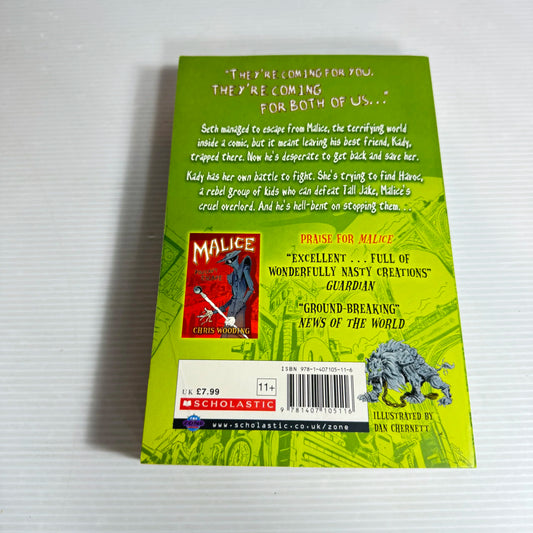 "THEY'RE COMING FOR YOU.
THEY'RE COMING
FOR BOTH OF US..."
Seth managed to escape from Malice, the terrifying world
inside a comic, but it meant leaving his best friend, Kady,
trapped there. Now he's desperate to get back and save her.
Kady has her own battle to fight. She's trying to find Havoc,
a rebel group of kids who can defeat Tall Jake, Malice's
cruel overlord. And he's hell-bent on stopping them. . .
PRAISE FOR MALICE
"EXCELLENT . . . FULL OF
WONDERFULLY NASTY CREATIONS"
GUARDIAN
"GROUND-BREAKING"
NEWS OF THE WORLD
MALICE
CHRIS WOODING
ISBN 978-1-407105-11-6
UK £7.99
11+
SCHOLASTIC
9 781407 105116
www.scholastic.co.uk/zone
ILLUSTRATED BY
DAN CHERNETT